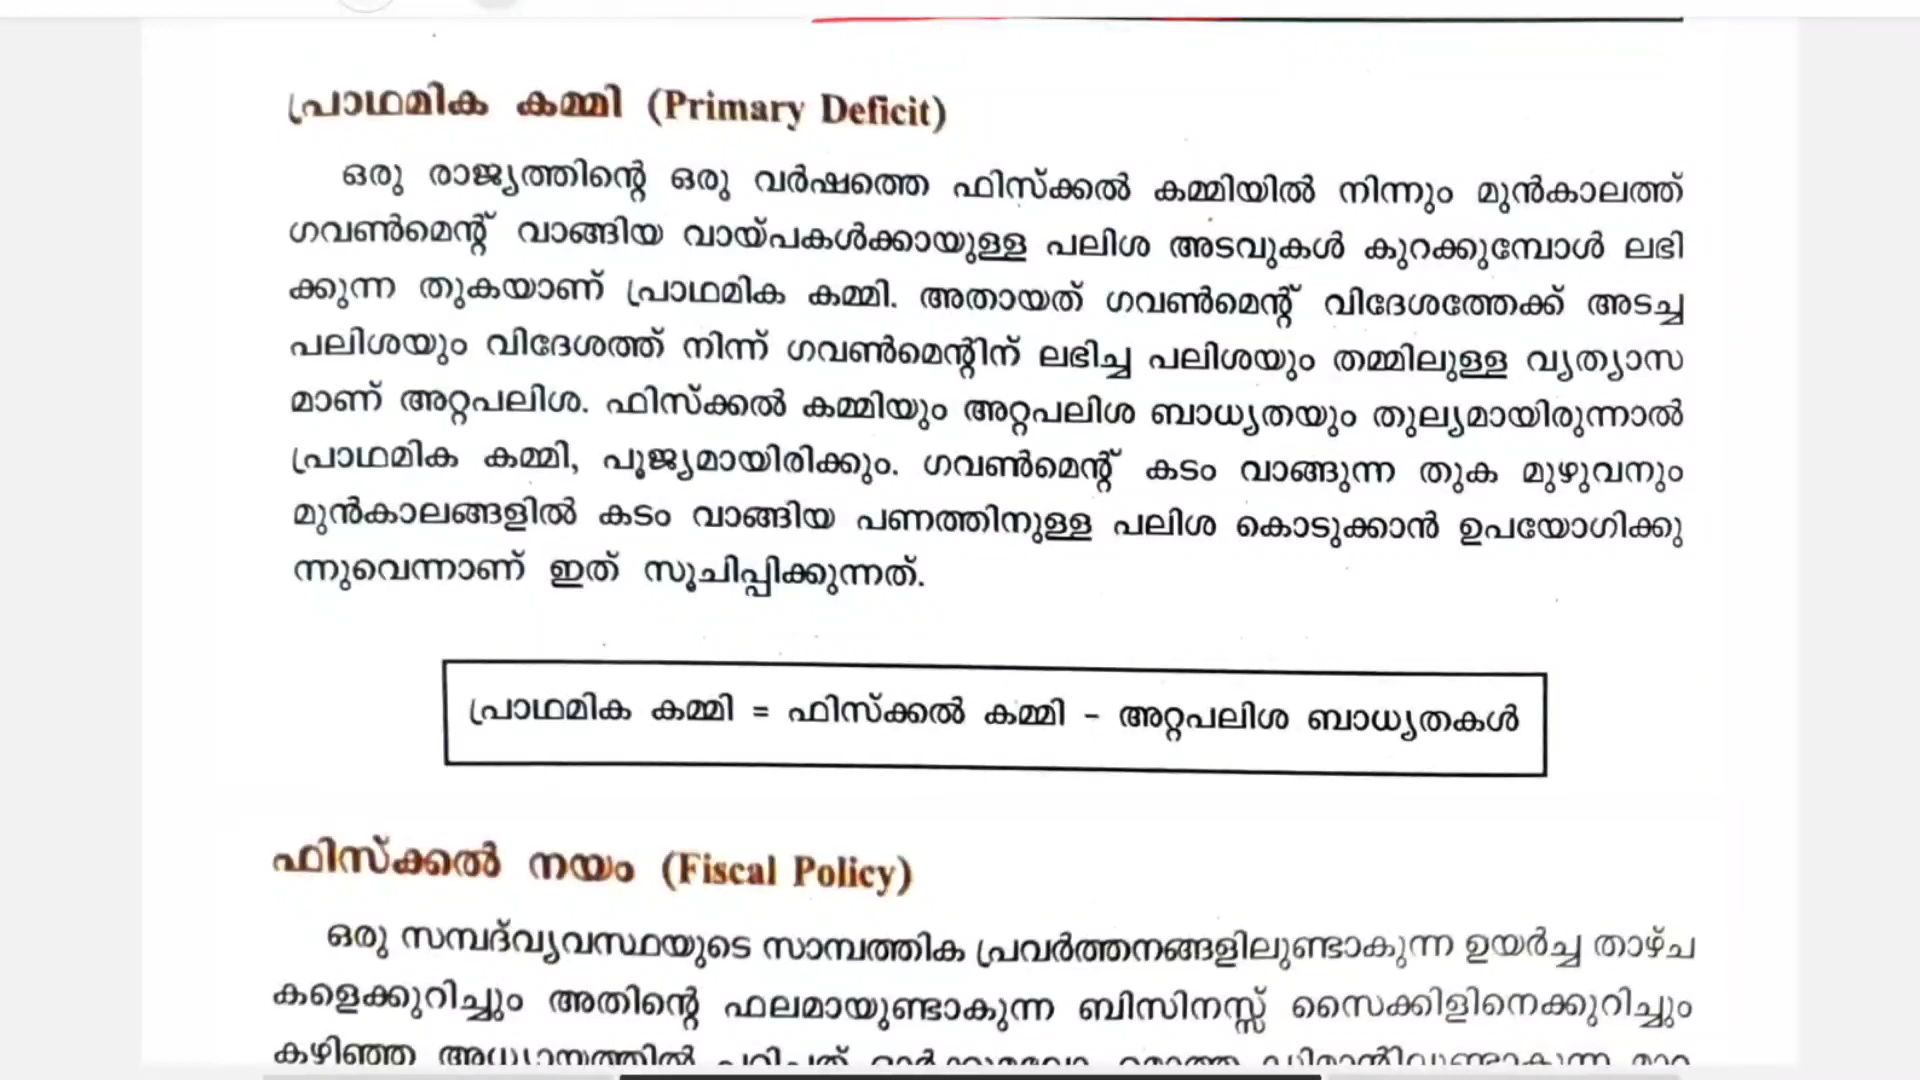 പ്രാഥമിക കമ്മി (Primary Deficit)
ഒരു രാജ്യത്തിന്റെ ഒരു വർഷത്തെ ഫിസ്ക്കൽ കമ്മിയിൽ നിന്നും മുൻകാലത്ത്
ഗവൺമെന്റ് വാങ്ങിയ വായ്പകൾക്കായുള്ള പലിശ അടവുകൾ കുറക്കുമ്പോൾ ലഭി
ക്കുന്ന തുകയാണ് പ്രാഥമിക കമ്മി. അതായത് ഗവൺമെന്റ് വിദേശത്തേക്ക് അടച്ച
പലിശയും വിദേശത്ത് നിന്ന് ഗവൺമെന്റിന് ലഭിച്ച പലിശയും തമ്മിലുള്ള വ്യത്യാസ
മാണ് അറ്റപലിശ. ഫിസ്ക്കൽ കമ്മിയും അറ്റപലിശ ബാധ്യതയും തുല്യമായിരുന്നാൽ
പ്രാഥമിക കമ്മി, പൂജ്യമായിരിക്കും. ഗവൺമെന്റ് കടം വാങ്ങുന്ന തുക മുഴുവനും
മുൻകാലങ്ങളിൽ കടം വാങ്ങിയ പണത്തിനുള്ള പലിശ കൊടുക്കാൻ ഉപയോഗിക്കു
ന്നുവെന്നാണ് ഇത് സൂചിപ്പിക്കുന്നത്.
പ്രാഥമിക കമ്മി = ഫിസ്ക്കൽ കമ്മി - അറ്റപലിശ ബാധ്യതകൾ
ഫിസ്ക്കൽ നയം (Fiscal Policy)
ഒരു സമ്പദ്‌വ്യവസ്ഥയുടെ സാമ്പത്തിക പ്രവർത്തനങ്ങളിലുണ്ടാകുന്ന ഉയർച്ച താഴ്ച
കളെക്കുറിച്ചും അതിന്റെ ഫലമായുണ്ടാകുന്ന ബിസിനസ്സ് സൈക്കിളിനെക്കുറിച്ചും
കഴിഞ്ഞ അധ്യായത്തിൽ